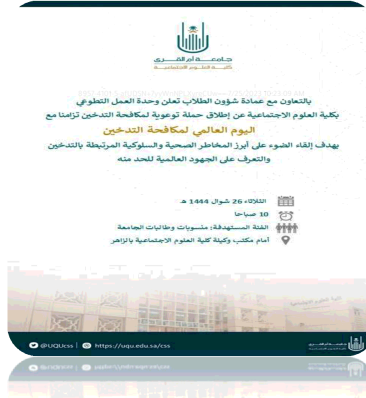 جامعة أم القرى
كلية العلوم الاجتماعية
بالتعاون مع عمادة شؤون الطلاب تعلن وحدة العمل التطوعي
بكلية العلوم الاجتماعية عن إطلاق حملة توعوية لمكافحة التدخين تزامنا مع
اليوم العالمي لمكافحة التدخين
بهدف إلقاء الضوء على أبرز المخاطر الصحية والسلوكية المرتبطة بالتدخين
والتعرف على الجهود العالمية للحد منه
الثلاثاء 26 شوال 1444 هـ
10 صباحا
الفئة المستهدفة: منسوبات وطالبات الجامعة
أمام مكتب وكيلة كلية العلوم الاجتماعية بالزاهر
@UQUcss | https://uqu.edu.sa/css